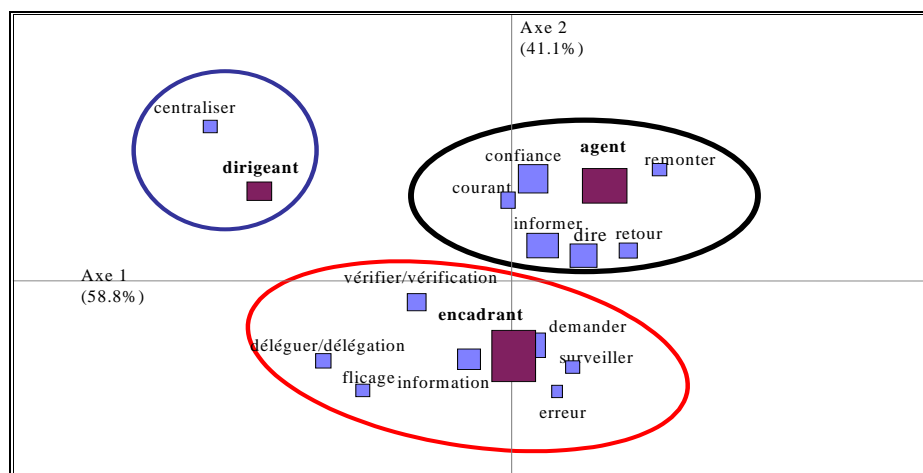 Axe 2
(41.1%)
centraliser
dirigeant
confiance
agent
remonter
courant
informer
dire
retour
Axe 1
(58.8%)
vérifier/vérification
encadrant
demander
déléguer/délégation
surveiller
flicage
information
erreur